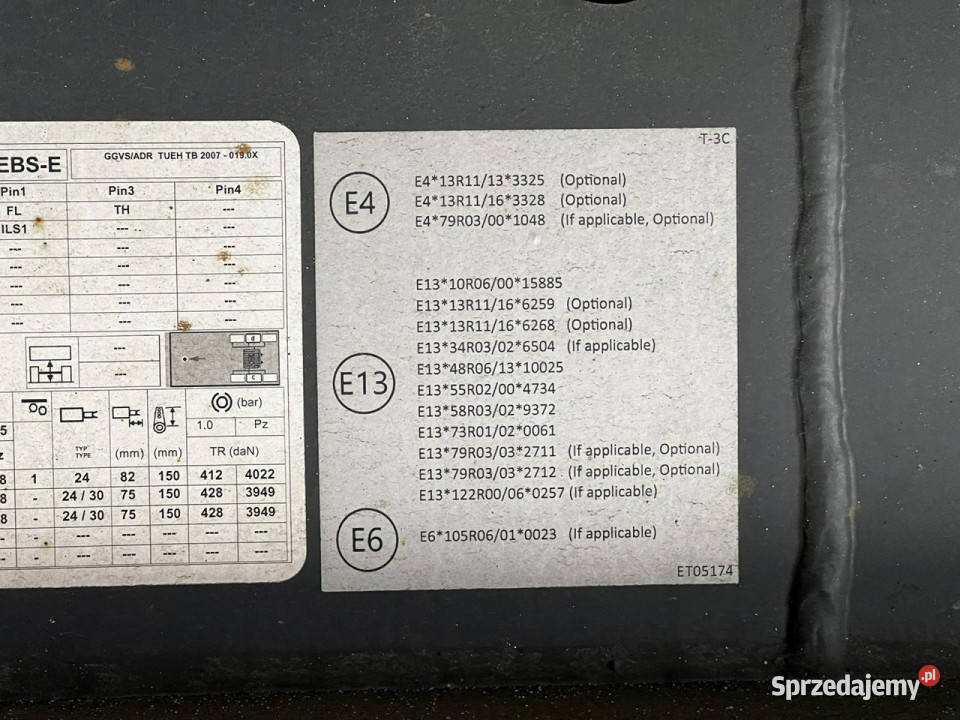 EBS-E GGVS/ADR TUEH TB 2007 - 019.0X
Pin1 Pin3 Pin4
FL TH ---
ILS1 --- ---
--- --- ---
--- --- ---
--- --- ---
--- --- ---
--- --- ---
---
---
(bar)
5 1.0 Pz
z TYP TYPE (mm) (mm) TR (daN)
8 1 24 82 150 412 4022
8 - 24 / 30 75 150 428 3949
8 - 24 / 30 75 150 428 3949
- - --- --- --- --- ---
- - --- --- --- --- ---
T-3C
E4
E4*13R11/13*3325 (Optional)
E4*13R11/16*3328 (Optional)
E4*79R03/00*1048 (If applicable, Optional)
E13
E13*10R06/00*15885
E13*13R11/16*6259 (Optional)
E13*13R11/16*6268 (Optional)
E13*34R03/02*6504 (If applicable)
E13*48R06/13*10025
E13*55R02/00*4734
E13*58R03/02*9372
E13*73R01/02*0061
E13*79R03/03*2711 (If applicable, Optional)
E13*79R03/03*2712 (If applicable, Optional)
E13*122R00/06*0257 (If applicable)
E6
E6*105R06/01*0023 (If applicable)
ET05174
Sprzedajemy.pl